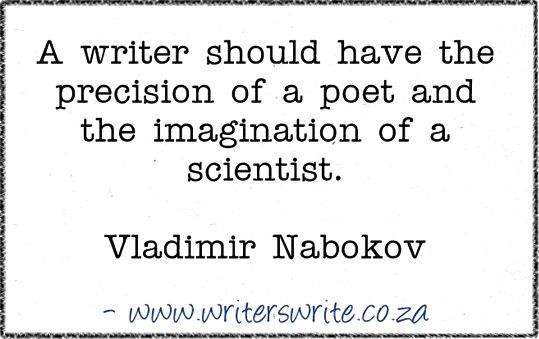 A writer should have the
precision of a poet and
the imagination of a
scientist.
Vladimir Nabokov
- www.writerswrite.co.za